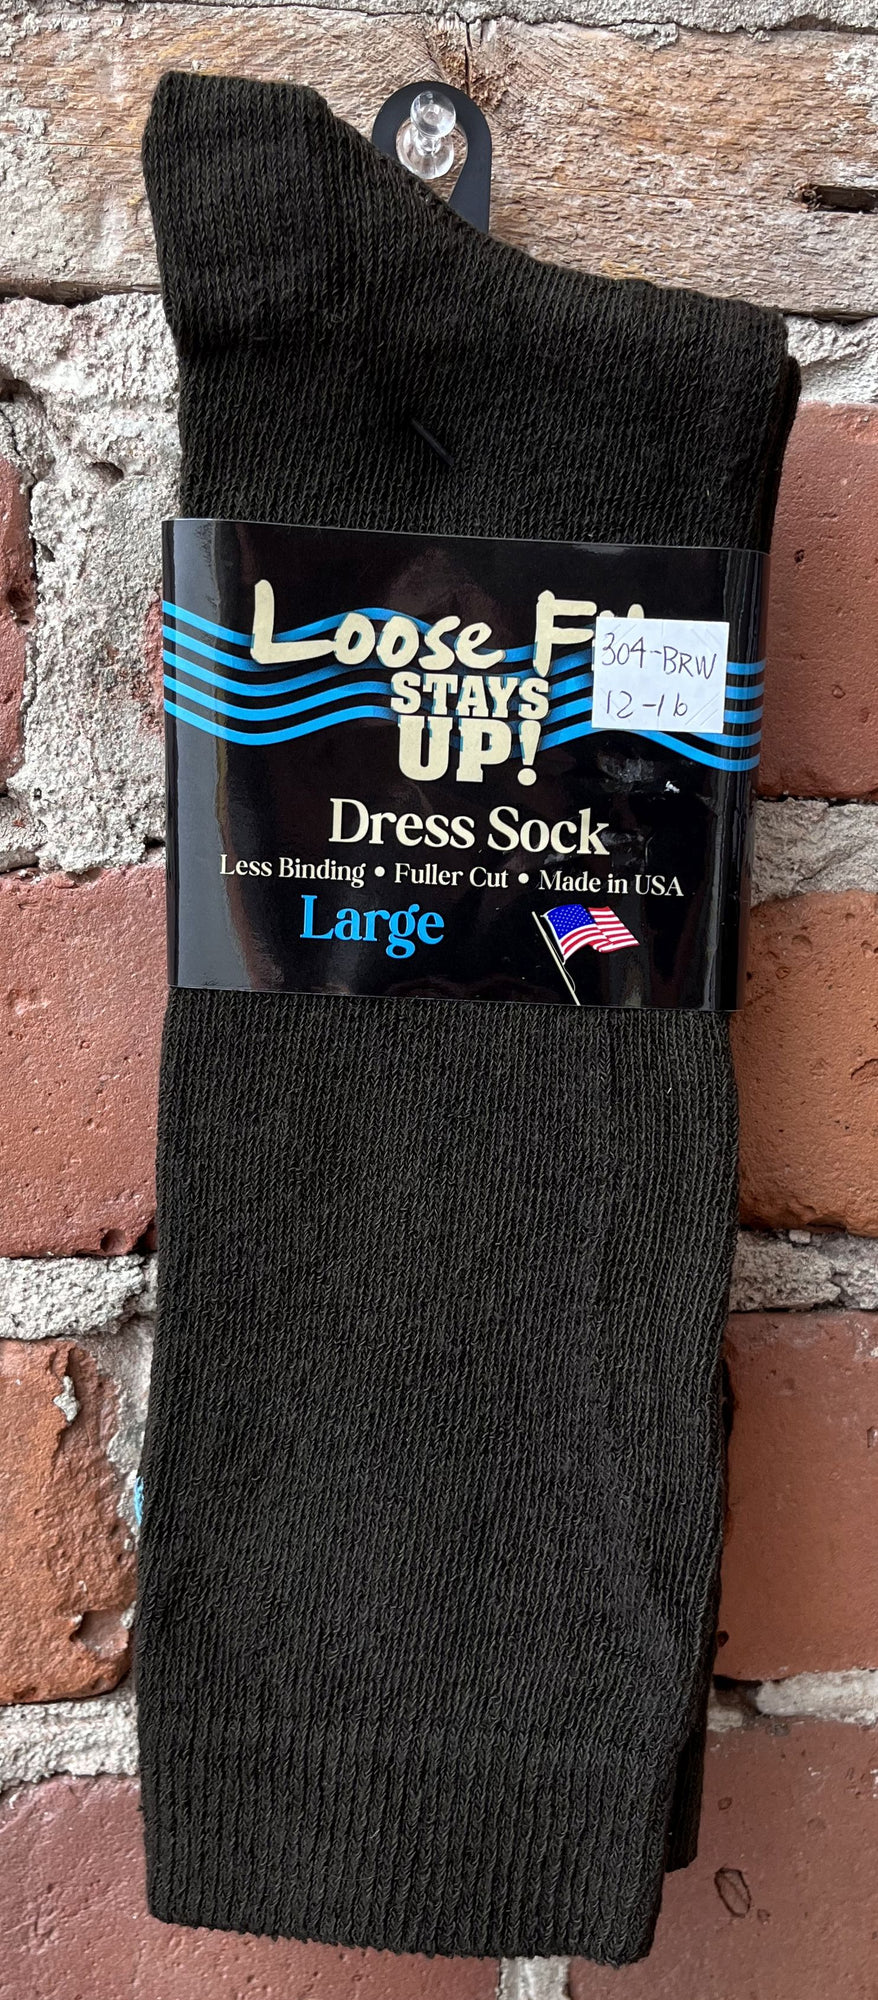 Loose Fi
304-BRW
12-16
STAYS
UP!
Dress Sock
Less Binding • Fuller Cut • Made in USA
Large